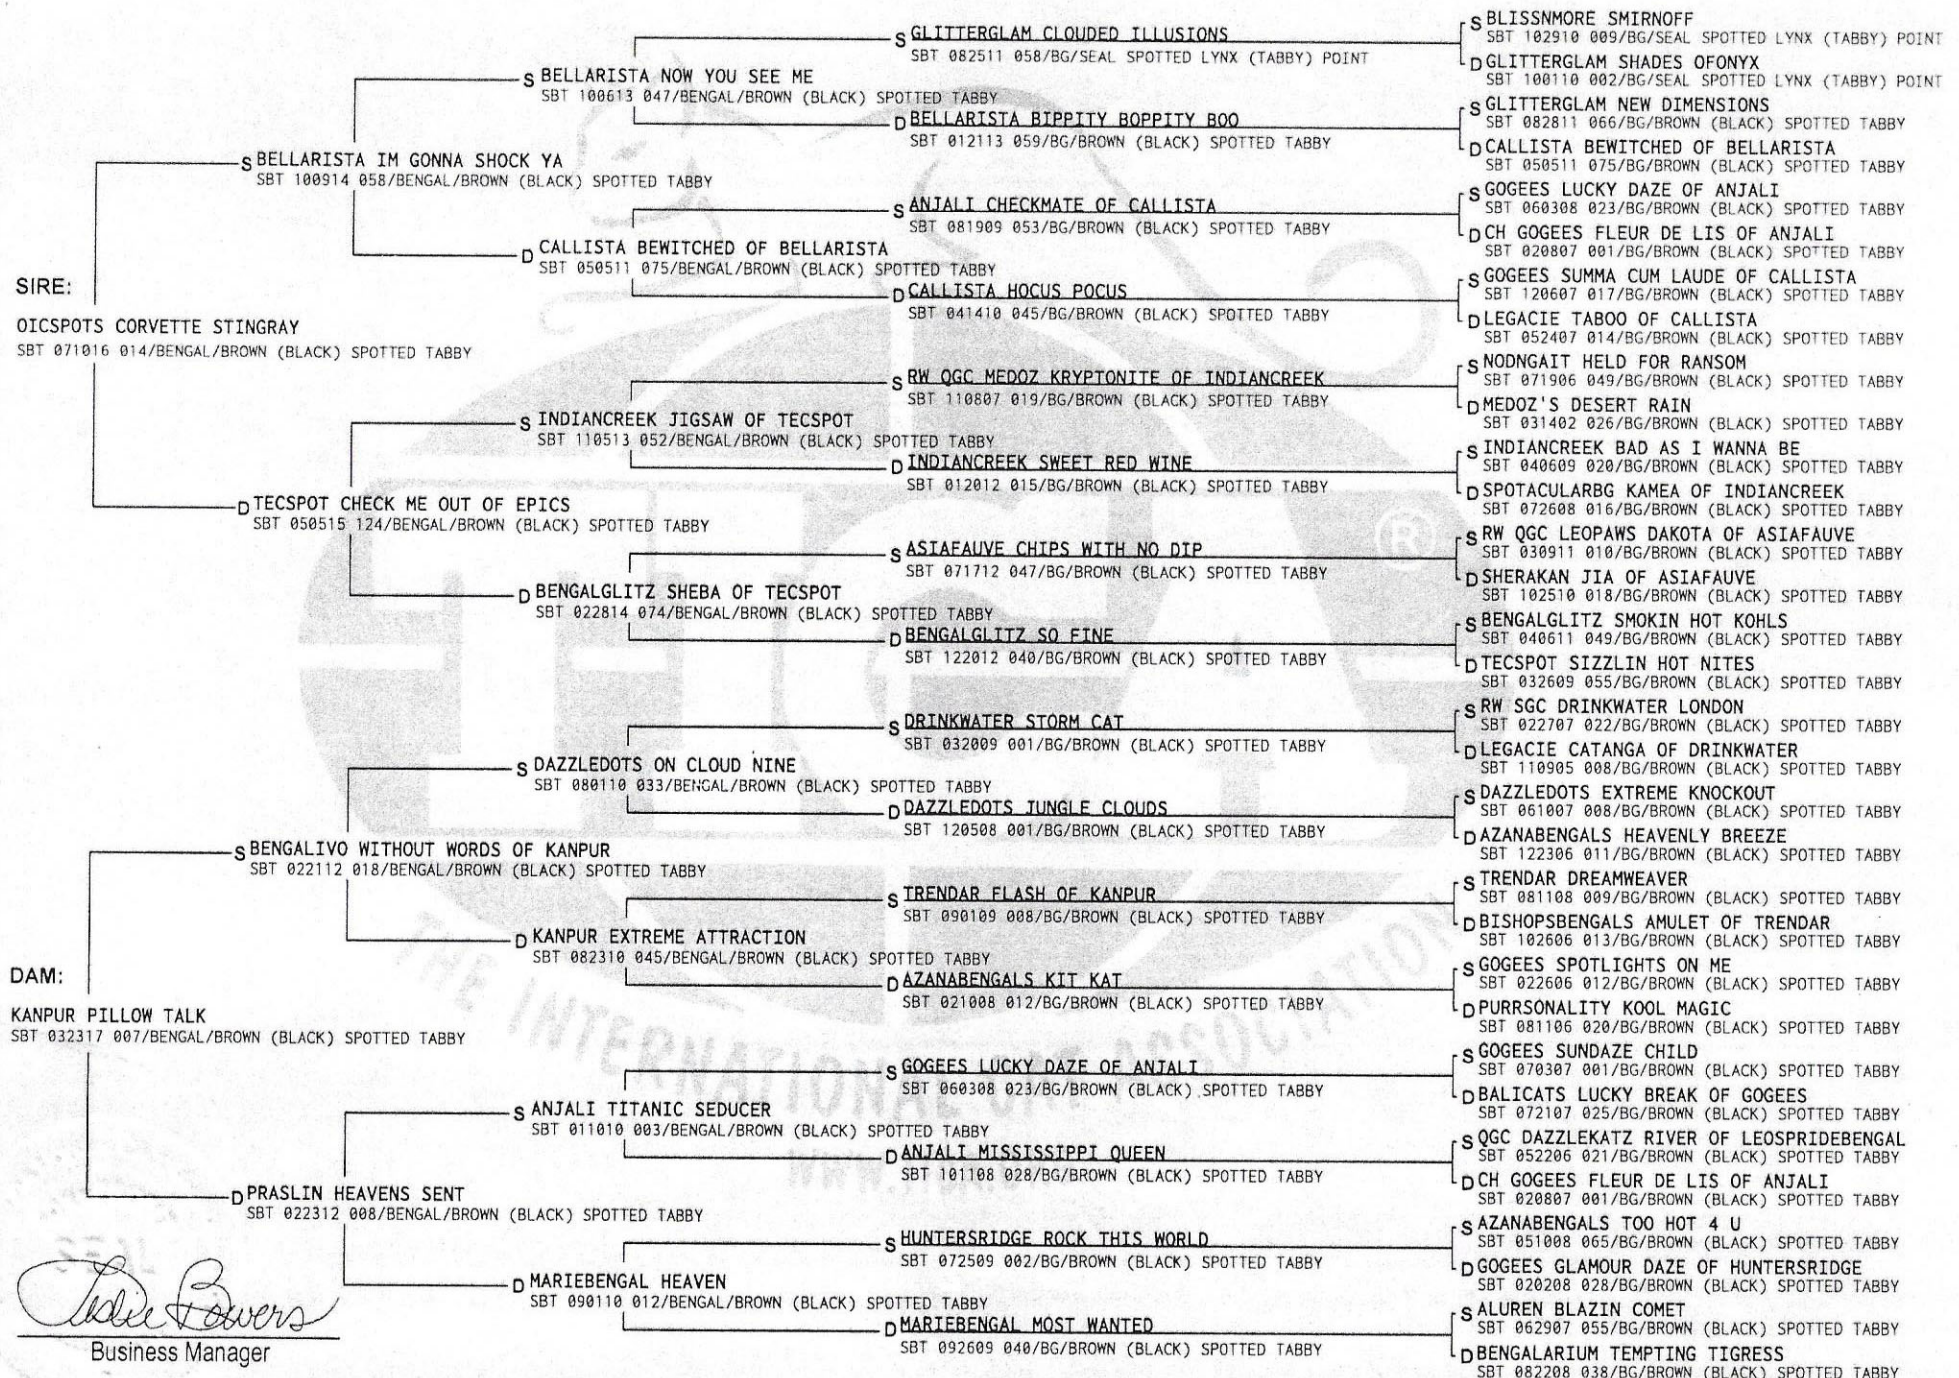 SIRE:
OICSPOTS CORVETTE STINGRAY
SBT 071016 014/BENGAL/BROWN (BLACK) SPOTTED TABBY
DAM:
KANPUR PILLOW TALK
SBT 032317 007/BENGAL/BROWN (BLACK) SPOTTED TABBY
S BELLARISTA IM GONNA SHOCK YA
SBT 100914 058/BENGAL/BROWN (BLACK) SPOTTED TABBY
D TECSPOT CHECK ME OUT OF EPICS
SBT 050515 124/BENGAL/BROWN (BLACK) SPOTTED TABBY
S BENGALIVO WITHOUT WORDS OF KANPUR
SBT 022112 018/BENGAL/BROWN (BLACK) SPOTTED TABBY
D PRASLIN HEAVENS SENT
SBT 022312 008/BENGAL/BROWN (BLACK) SPOTTED TABBY
S BELLARISTA NOW YOU SEE ME
SBT 100613 047/BENGAL/BROWN (BLACK) SPOTTED TABBY
D CALLISTA BEWITCHED OF BELLARISTA
SBT 050511 075/BENGAL/BROWN (BLACK) SPOTTED TABBY
S INDIANCREEK JIGSAW OF TECSPOT
SBT 110513 052/BENGAL/BROWN (BLACK) SPOTTED TABBY
D BENGALGLITZ SHEBA OF TECSPOT
SBT 022814 074/BENGAL/BROWN (BLACK) SPOTTED TABBY
S DAZZLEDOTS ON CLOUD NINE
SBT 080110 033/BENGAL/BROWN (BLACK) SPOTTED TABBY
D KANPUR EXTREME ATTRACTION
SBT 082310 045/BENGAL/BROWN (BLACK) SPOTTED TABBY
S ANJALI TITANIC SEDUCER
SBT 011010 003/BENGAL/BROWN (BLACK) SPOTTED TABBY
D MARIEBENGAL HEAVEN
SBT 090110 012/BENGAL/BROWN (BLACK) SPOTTED TABBY
S GLITTERGLAM CLOUDED ILLUSIONS
SBT 082511 058/BG/SEAL SPOTTED LYNX (TABBY) POINT
D BELLARISTA BIPPITY BOPPITY BOO
SBT 012113 059/BG/BROWN (BLACK) SPOTTED TABBY
S ANJALI CHECKMATE OF CALLISTA
SBT 081909 053/BG/BROWN (BLACK) SPOTTED TABBY
D CALLISTA HOCUS POCUS
SBT 041410 045/BG/BROWN (BLACK) SPOTTED TABBY
S RW QGC MEDOZ KRYPTONITE OF INDIANCREEK
SBT 110807 019/BG/BROWN (BLACK) SPOTTED TABBY
D INDIANCREEK SWEET RED WINE
SBT 012012 015/BG/BROWN (BLACK) SPOTTED TABBY
S ASIAFAUVE CHIPS WITH NO DIP
SBT 071712 047/BG/BROWN (BLACK) SPOTTED TABBY
D BENGALGLITZ SO FINE
SBT 122012 040/BG/BROWN (BLACK) SPOTTED TABBY
S DRINKWATER STORM CAT
SBT 032009 001/BG/BROWN (BLACK) SPOTTED TABBY
D DAZZLEDOTS JUNGLE CLOUDS
SBT 120508 001/BG/BROWN (BLACK) SPOTTED TABBY
S TRENDAR FLASH OF KANPUR
SBT 090109 008/BG/BROWN (BLACK) SPOTTED TABBY
D AZANABENGALS KIT KAT
SBT 021008 012/BG/BROWN (BLACK) SPOTTED TABBY
S GOGEES LUCKY DAZE OF ANJALI
SBT 060308 023/BG/BROWN (BLACK) SPOTTED TABBY
D ANJALI MISSISSIPPI QUEEN
SBT 101108 028/BG/BROWN (BLACK) SPOTTED TABBY
S HUNTERSRIDGE ROCK THIS WORLD
SBT 072509 002/BG/BROWN (BLACK) SPOTTED TABBY
D MARIEBENGAL MOST WANTED
SBT 092609 040/BG/BROWN (BLACK) SPOTTED TABBY
S BLISSNMORE SMIRNOFF
SBT 102910 009/BG/SEAL SPOTTED LYNX (TABBY) POINT
D GLITTERGLAM SHADES OFONYX
SBT 100110 002/BG/SEAL SPOTTED LYNX (TABBY) POINT
S GLITTERGLAM NEW DIMENSIONS
SBT 082811 066/BG/BROWN (BLACK) SPOTTED TABBY
D CALLISTA BEWITCHED OF BELLARISTA
SBT 050511 075/BG/BROWN (BLACK) SPOTTED TABBY
S GOGEES LUCKY DAZE OF ANJALI
SBT 060308 023/BG/BROWN (BLACK) SPOTTED TABBY
D CH GOGEES FLEUR DE LIS OF ANJALI
SBT 020807 001/BG/BROWN (BLACK) SPOTTED TABBY
S GOGEES SUMMA CUM LAUDE OF CALLISTA
SBT 120607 017/BG/BROWN (BLACK) SPOTTED TABBY
D LEGACIE TABOO OF CALLISTA
SBT 052407 014/BG/BROWN (BLACK) SPOTTED TABBY
S NODNGAIT HELD FOR RANSOM
SBT 071906 049/BG/BROWN (BLACK) SPOTTED TABBY
D MEDOZ'S DESERT RAIN
SBT 031402 026/BG/BROWN (BLACK) SPOTTED TABBY
S INDIANCREEK BAD AS I WANNA BE
SBT 040609 020/BG/BROWN (BLACK) SPOTTED TABBY
D SPOTACULARBG KAMEA OF INDIANCREEK
SBT 072608 016/BG/BROWN (BLACK) SPOTTED TABBY
S RW QGC LEOPAWS DAKOTA OF ASIAFAUVE
SBT 030911 010/BG/BROWN (BLACK) SPOTTED TABBY
D SHERAKAN JIA OF ASIAFAUVE
SBT 102510 018/BG/BROWN (BLACK) SPOTTED TABBY
S BENGALGLITZ SMOKIN HOT KOHLS
SBT 040611 049/BG/BROWN (BLACK) SPOTTED TABBY
D TECSPOT SIZZLIN HOT NITES
SBT 032609 055/BG/BROWN (BLACK) SPOTTED TABBY
S RW SGC DRINKWATER LONDON
SBT 022707 022/BG/BROWN (BLACK) SPOTTED TABBY
D LEGACIE CATANGA OF DRINKWATER
SBT 110905 008/BG/BROWN (BLACK) SPOTTED TABBY
S DAZZLEDOTS EXTREME KNOCKOUT
SBT 061007 008/BG/BROWN (BLACK) SPOTTED TABBY
D AZANABENGALS HEAVENLY BREEZE
SBT 122306 011/BG/BROWN (BLACK) SPOTTED TABBY
S TRENDAR DREAMWEAVER
SBT 081108 009/BG/BROWN (BLACK) SPOTTED TABBY
D BISHOPSBENGALS AMULET OF TRENDAR
SBT 102606 013/BG/BROWN (BLACK) SPOTTED TABBY
S GOGEES SPOTLIGHTS ON ME
SBT 022606 012/BG/BROWN (BLACK) SPOTTED TABBY
D PURRSONALITY KOOL MAGIC
SBT 081106 020/BG/BROWN (BLACK) SPOTTED TABBY
S GOGEES SUNDAZE CHILD
SBT 070307 001/BG/BROWN (BLACK) SPOTTED TABBY
D BALICATS LUCKY BREAK OF GOGEES
SBT 072107 025/BG/BROWN (BLACK) SPOTTED TABBY
S QGC DAZZLEKATZ RIVER OF LEOSPRIDEBENGAL
SBT 052206 021/BG/BROWN (BLACK) SPOTTED TABBY
D CH GOGEES FLEUR DE LIS OF ANJALI
SBT 020807 001/BG/BROWN (BLACK) SPOTTED TABBY
S AZANABENGALS TOO HOT 4 U
SBT 051008 065/BG/BROWN (BLACK) SPOTTED TABBY
D GOGEES GLAMOUR DAZE OF HUNTERSRIDGE
SBT 020208 028/BG/BROWN (BLACK) SPOTTED TABBY
S ALUREN BLAZIN COMET
SBT 062907 055/BG/BROWN (BLACK) SPOTTED TABBY
D BENGALARIUM TEMPTING TIGRESS
SBT 082208 038/BG/BROWN (BLACK) SPOTTED TABBY
TICA ®
THE INTERNATIONAL CAT ASSOCIATION
Leslie Bowers
Business Manager